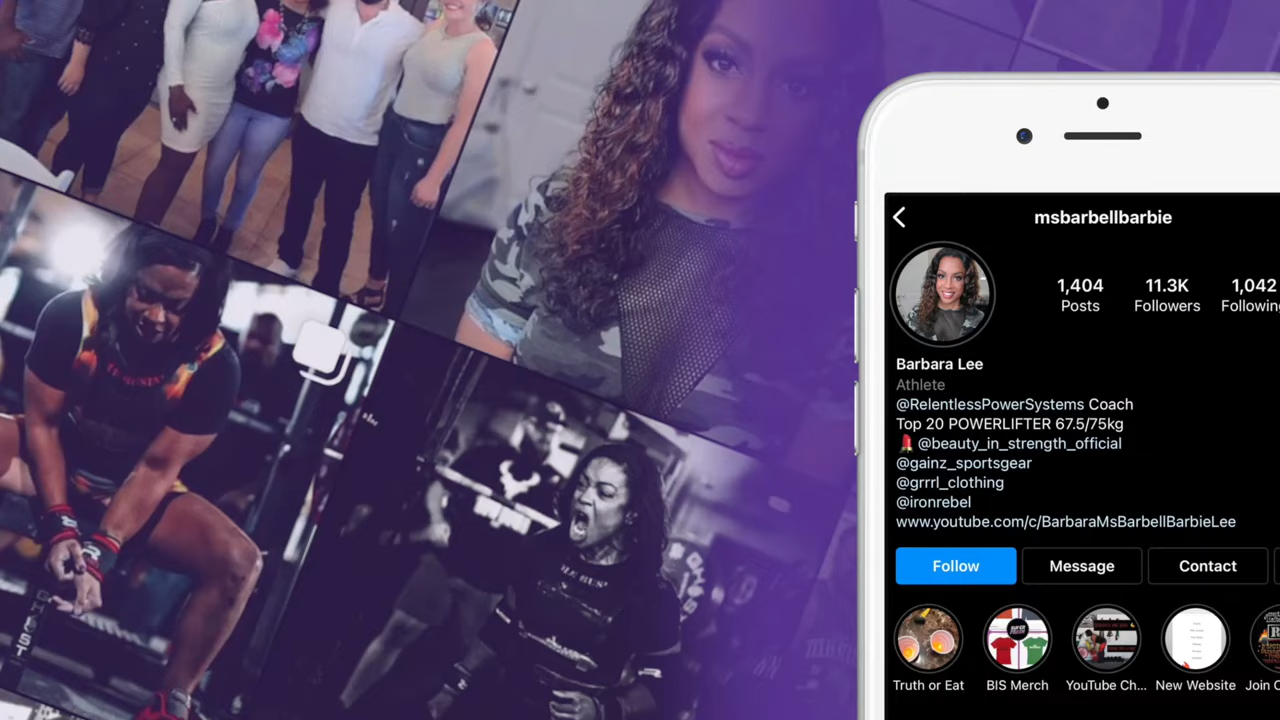 msbarbellbarbie
1,404
11.3K
1,042
Posts
Followers
Following
Barbara Lee
Athlete
@RelentlessPowerSystems Coach
Top 20 POWERLIFTER 67.5/75kg
@beauty_in_strength_official
@gainz_sportsgear
@grrrl_clothing
@ironrebel
www.youtube.com/c/BarbaraMsBarbellBarbieLee
Follow
Message
Contact
Truth or Eat
BIS Merch
YouTube Ch...
New Website
Join